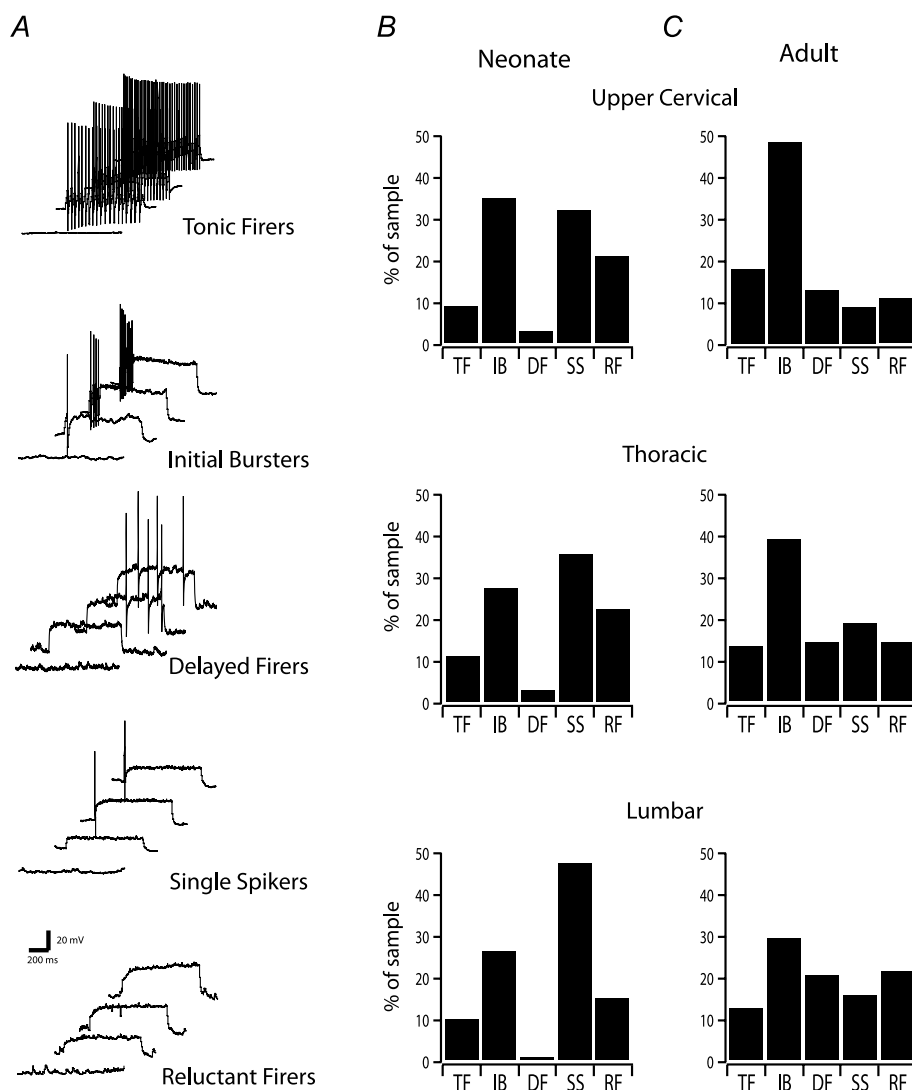 A
B
C
Neonate
Adult
Upper Cervical
Tonic Firers
Initial Bursters
Delayed Firers
Single Spikers
20 mV
200 ms
Reluctant Firers
% of sample
50
40
30
20
10
0
TF IB DF SS RF
50
40
30
20
10
0
TF IB DF SS RF
Thoracic
% of sample
50
40
30
20
10
0
TF IB DF SS RF
50
40
30
20
10
0
TF IB DF SS RF
Lumbar
% of sample
50
40
30
20
10
0
TF IB DF SS RF
50
40
30
20
10
0
TF IB DF SS RF